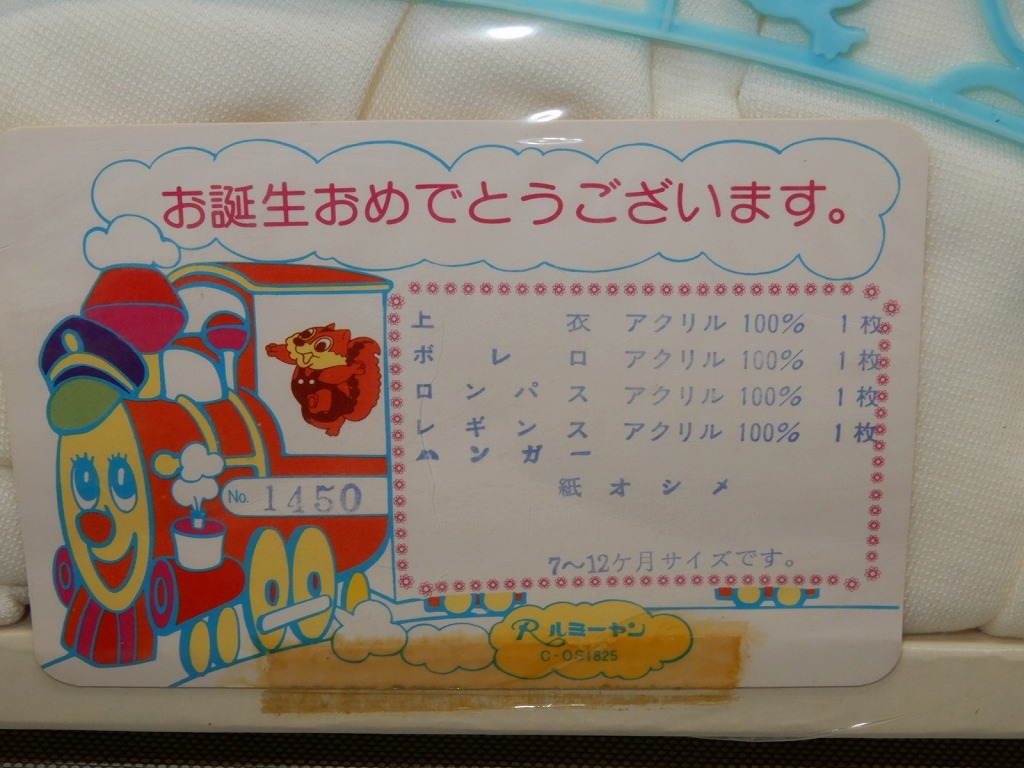 お誕生おめでとうございます。
上衣 アクリル 100% 1枚
ボレロ アクリル 100% 1枚
ロンパス アクリル 100% 1枚
レギンス アクリル 100% 1枚
ハンガー
紙オシメ
No. 1450
7〜12ケ月サイズです。
ルミーヤン
C-OSI825